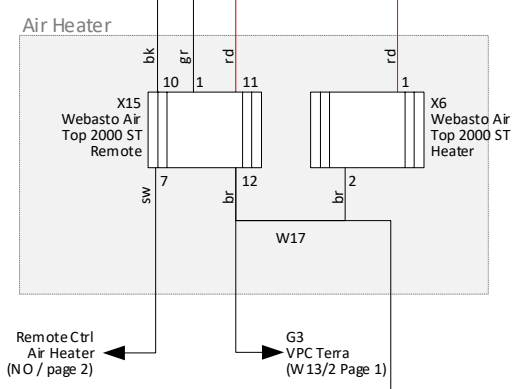 Air Heater
bk
gr
rd
rd
10
1
11
1
X15
Webasto Air
Top 2000 ST
Remote
X6
Webasto Air
Top 2000 ST
Heater
7
12
2
sw
br
br
W17
Remote Ctrl
Air Heater
(NO / page 2)
G3
VPC Terra
(W13/2 Page 1)